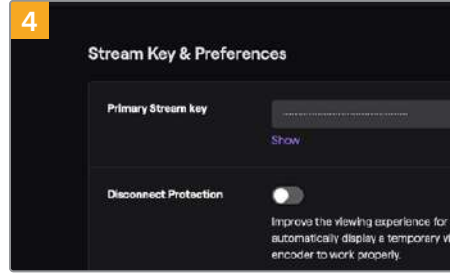 4
Stream Key & Preferences
Primary Stream key
Show
Disconnect Protection
Improve the viewing experience for
automatically display a temporary vi
encoder to work properly.